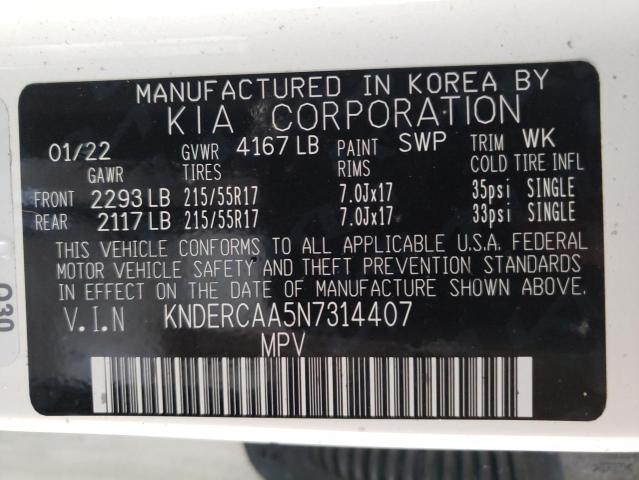 MANUFACTURED IN KOREA BY
KIA CORPORATION
01/22 GVWR 4167 LB PAINT SWP TRIM WK
GAWR TIRES RIMS COLD TIRE INFL
FRONT 2293 LB 215/55R17 7.0Jx17 35psi SINGLE
REAR 2117 LB 215/55R17 7.0Jx17 33psi SINGLE
THIS VEHICLE CONFORMS TO ALL APPLICABLE U.S.A. FEDERAL
MOTOR VEHICLE SAFETY AND THEFT PREVENTION STANDARDS
IN EFFECT ON THE DATE OF MANUFACTURE SHOWN ABOVE.
V.I.N KNDERCAA5N7314407
MPV
O30